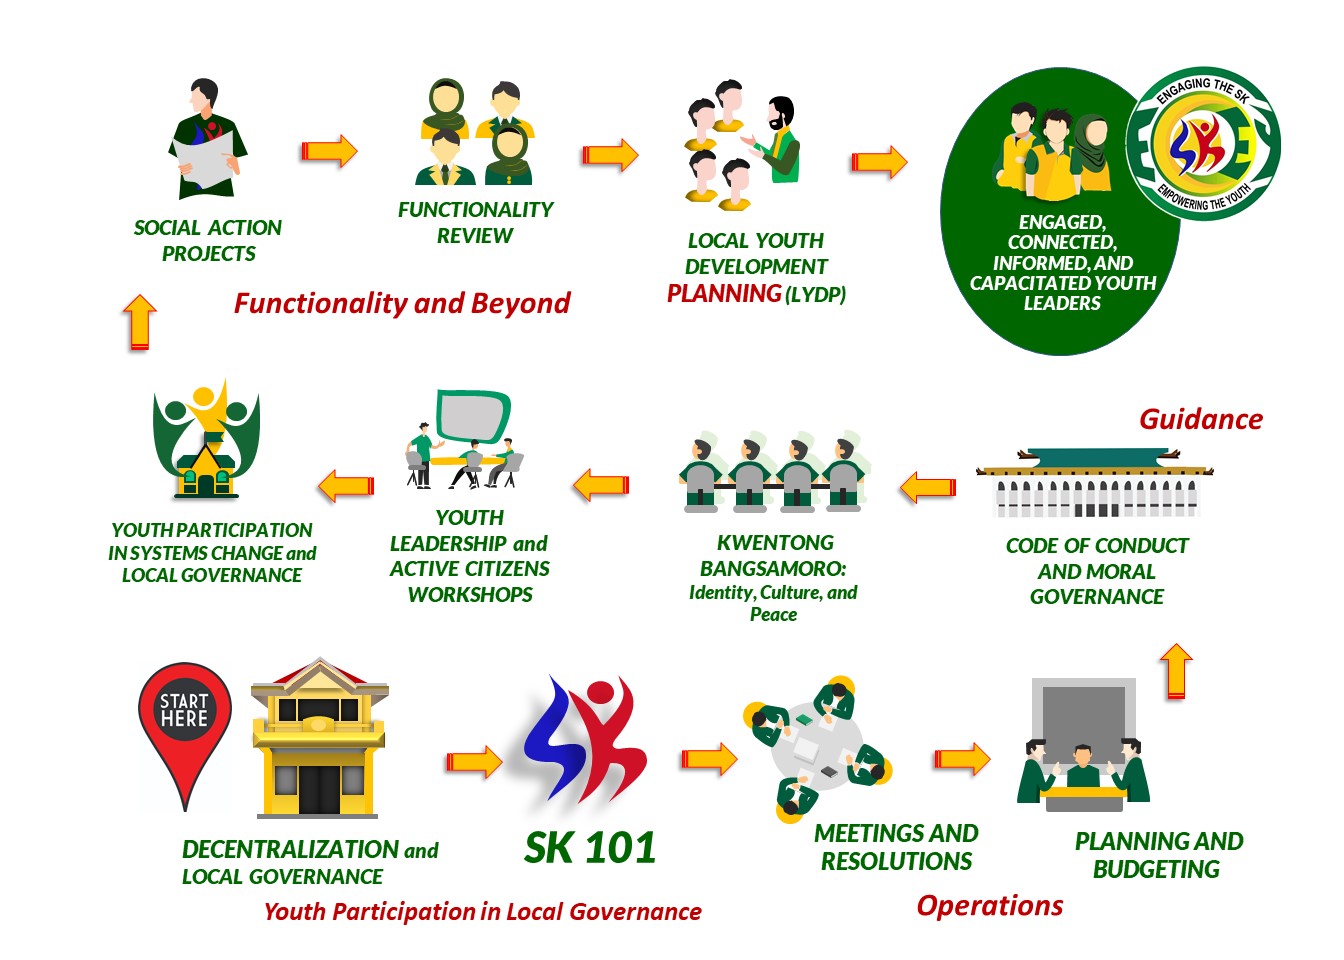 SOCIAL ACTION
PROJECTS
FUNCTIONALITY
REVIEW
LOCAL YOUTH
DEVELOPMENT
PLANNING (LYDP)
ENGAGED,
CONNECTED,
INFORMED, AND
CAPACITATED YOUTH
LEADERS
ENGAGING THE SK
EMPOWERING THE YOUTH
Functionality and Beyond
Guidance
YOUTH PARTICIPATION
IN SYSTEMS CHANGE and
LOCAL GOVERNANCE
YOUTH
LEADERSHIP and
ACTIVE CITIZENS
WORKSHOPS
KWENTONG
BANGSAMORO:
Identity, Culture, and
Peace
CODE OF CONDUCT
AND MORAL
GOVERNANCE
START
HERE
DECENTRALIZATION and
LOCAL GOVERNANCE
SK 101
MEETINGS AND
RESOLUTIONS
PLANNING AND
BUDGETING
Youth Participation in Local Governance
Operations